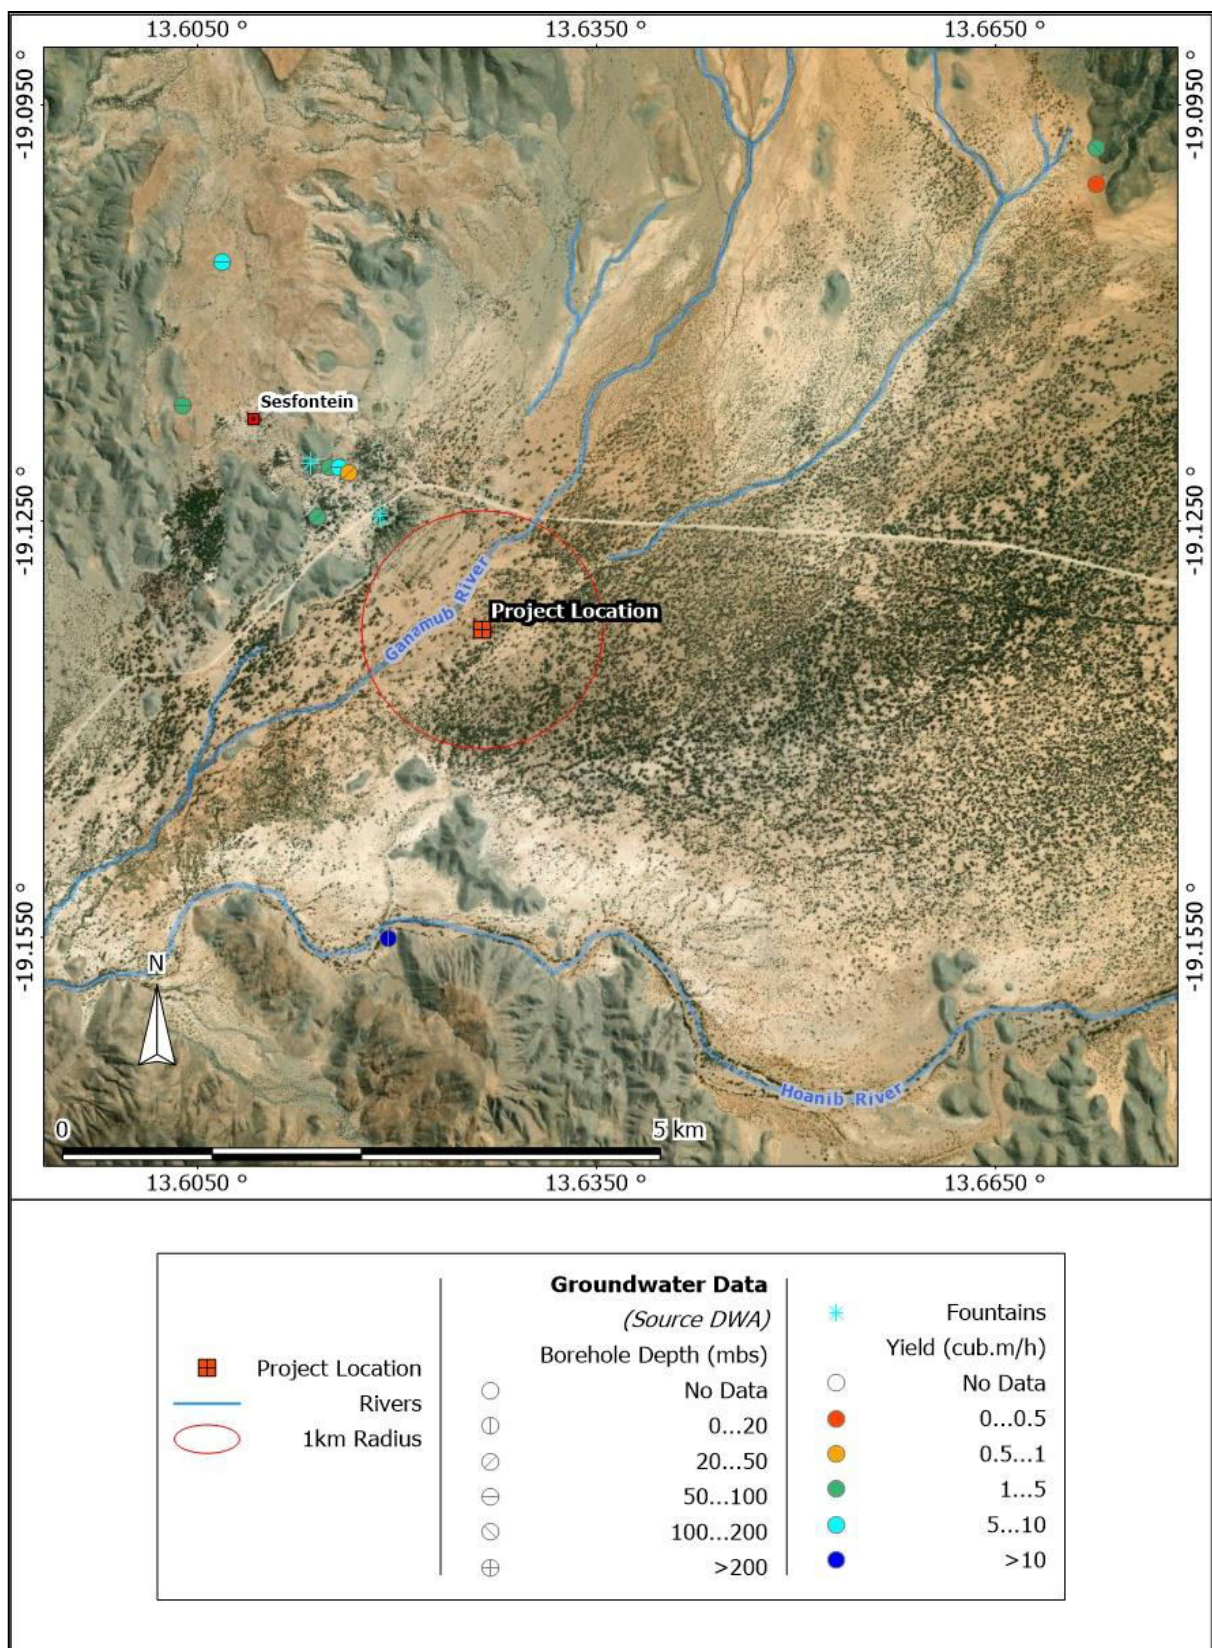 13.6050 °
13.6350 °
13.6650 °
-19.0950 °
-19.0950 °
Sesfontein
-19.1250 °
-19.1250 °
Ganamub River
Project Location
-19.1550 °
-19.1550 °
N
Hoanib River
0
5 km
13.6050 °
13.6350 °
13.6650 °
Project Location
Rivers
1km Radius
Groundwater Data
(Source DWA)
Borehole Depth (mbs)
No Data
0...20
20...50
50...100
100...200
>200
Fountains
Yield (cub.m/h)
No Data
0...0.5
0.5...1
1...5
5...10
>10